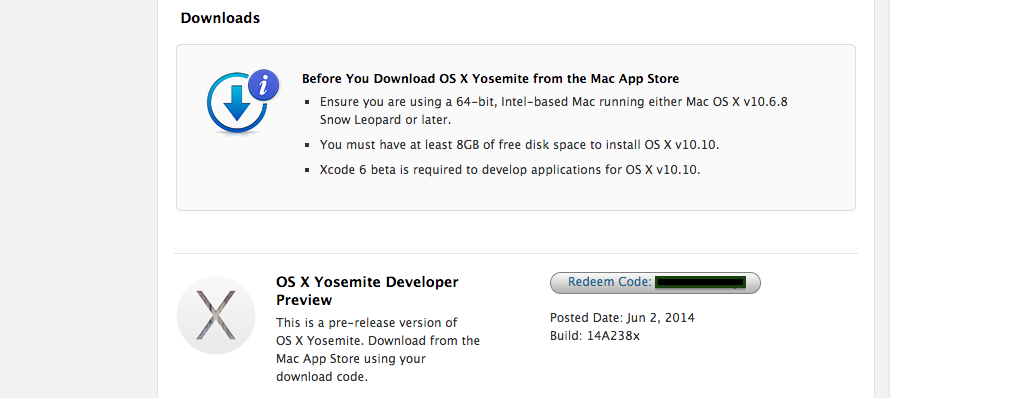 Downloads
Before You Download OS X Yosemite from the Mac App Store
Ensure you are using a 64-bit, Intel-based Mac running either Mac OS X v10.6.8
Snow Leopard or later.
You must have at least 8GB of free disk space to install OS X v10.10.
Xcode 6 beta is required to develop applications for OS X v10.10.
OS X Yosemite Developer
Preview
This is a pre-release version of
OS X Yosemite. Download from the
Mac App Store using your
download code.
Redeem Code:
Posted Date: Jun 2, 2014
Build: 14A238x